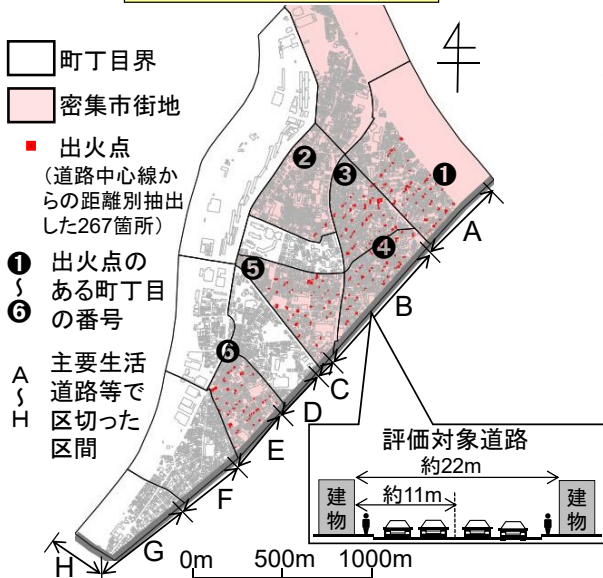 町丁目界
密集市街地
出火点
（道路中心線か
らの距離別抽出
した267箇所）
❶
〜
❻
出火点の
ある町丁目
の番号
A
〜
H
主要生活
道路等で
区切った
区間
❶
❷
❸
❹
❺
❻
A
B
C
D
E
F
G
H
評価対象道路
約22m
約11m
建物
建物
0m 500m 1000m